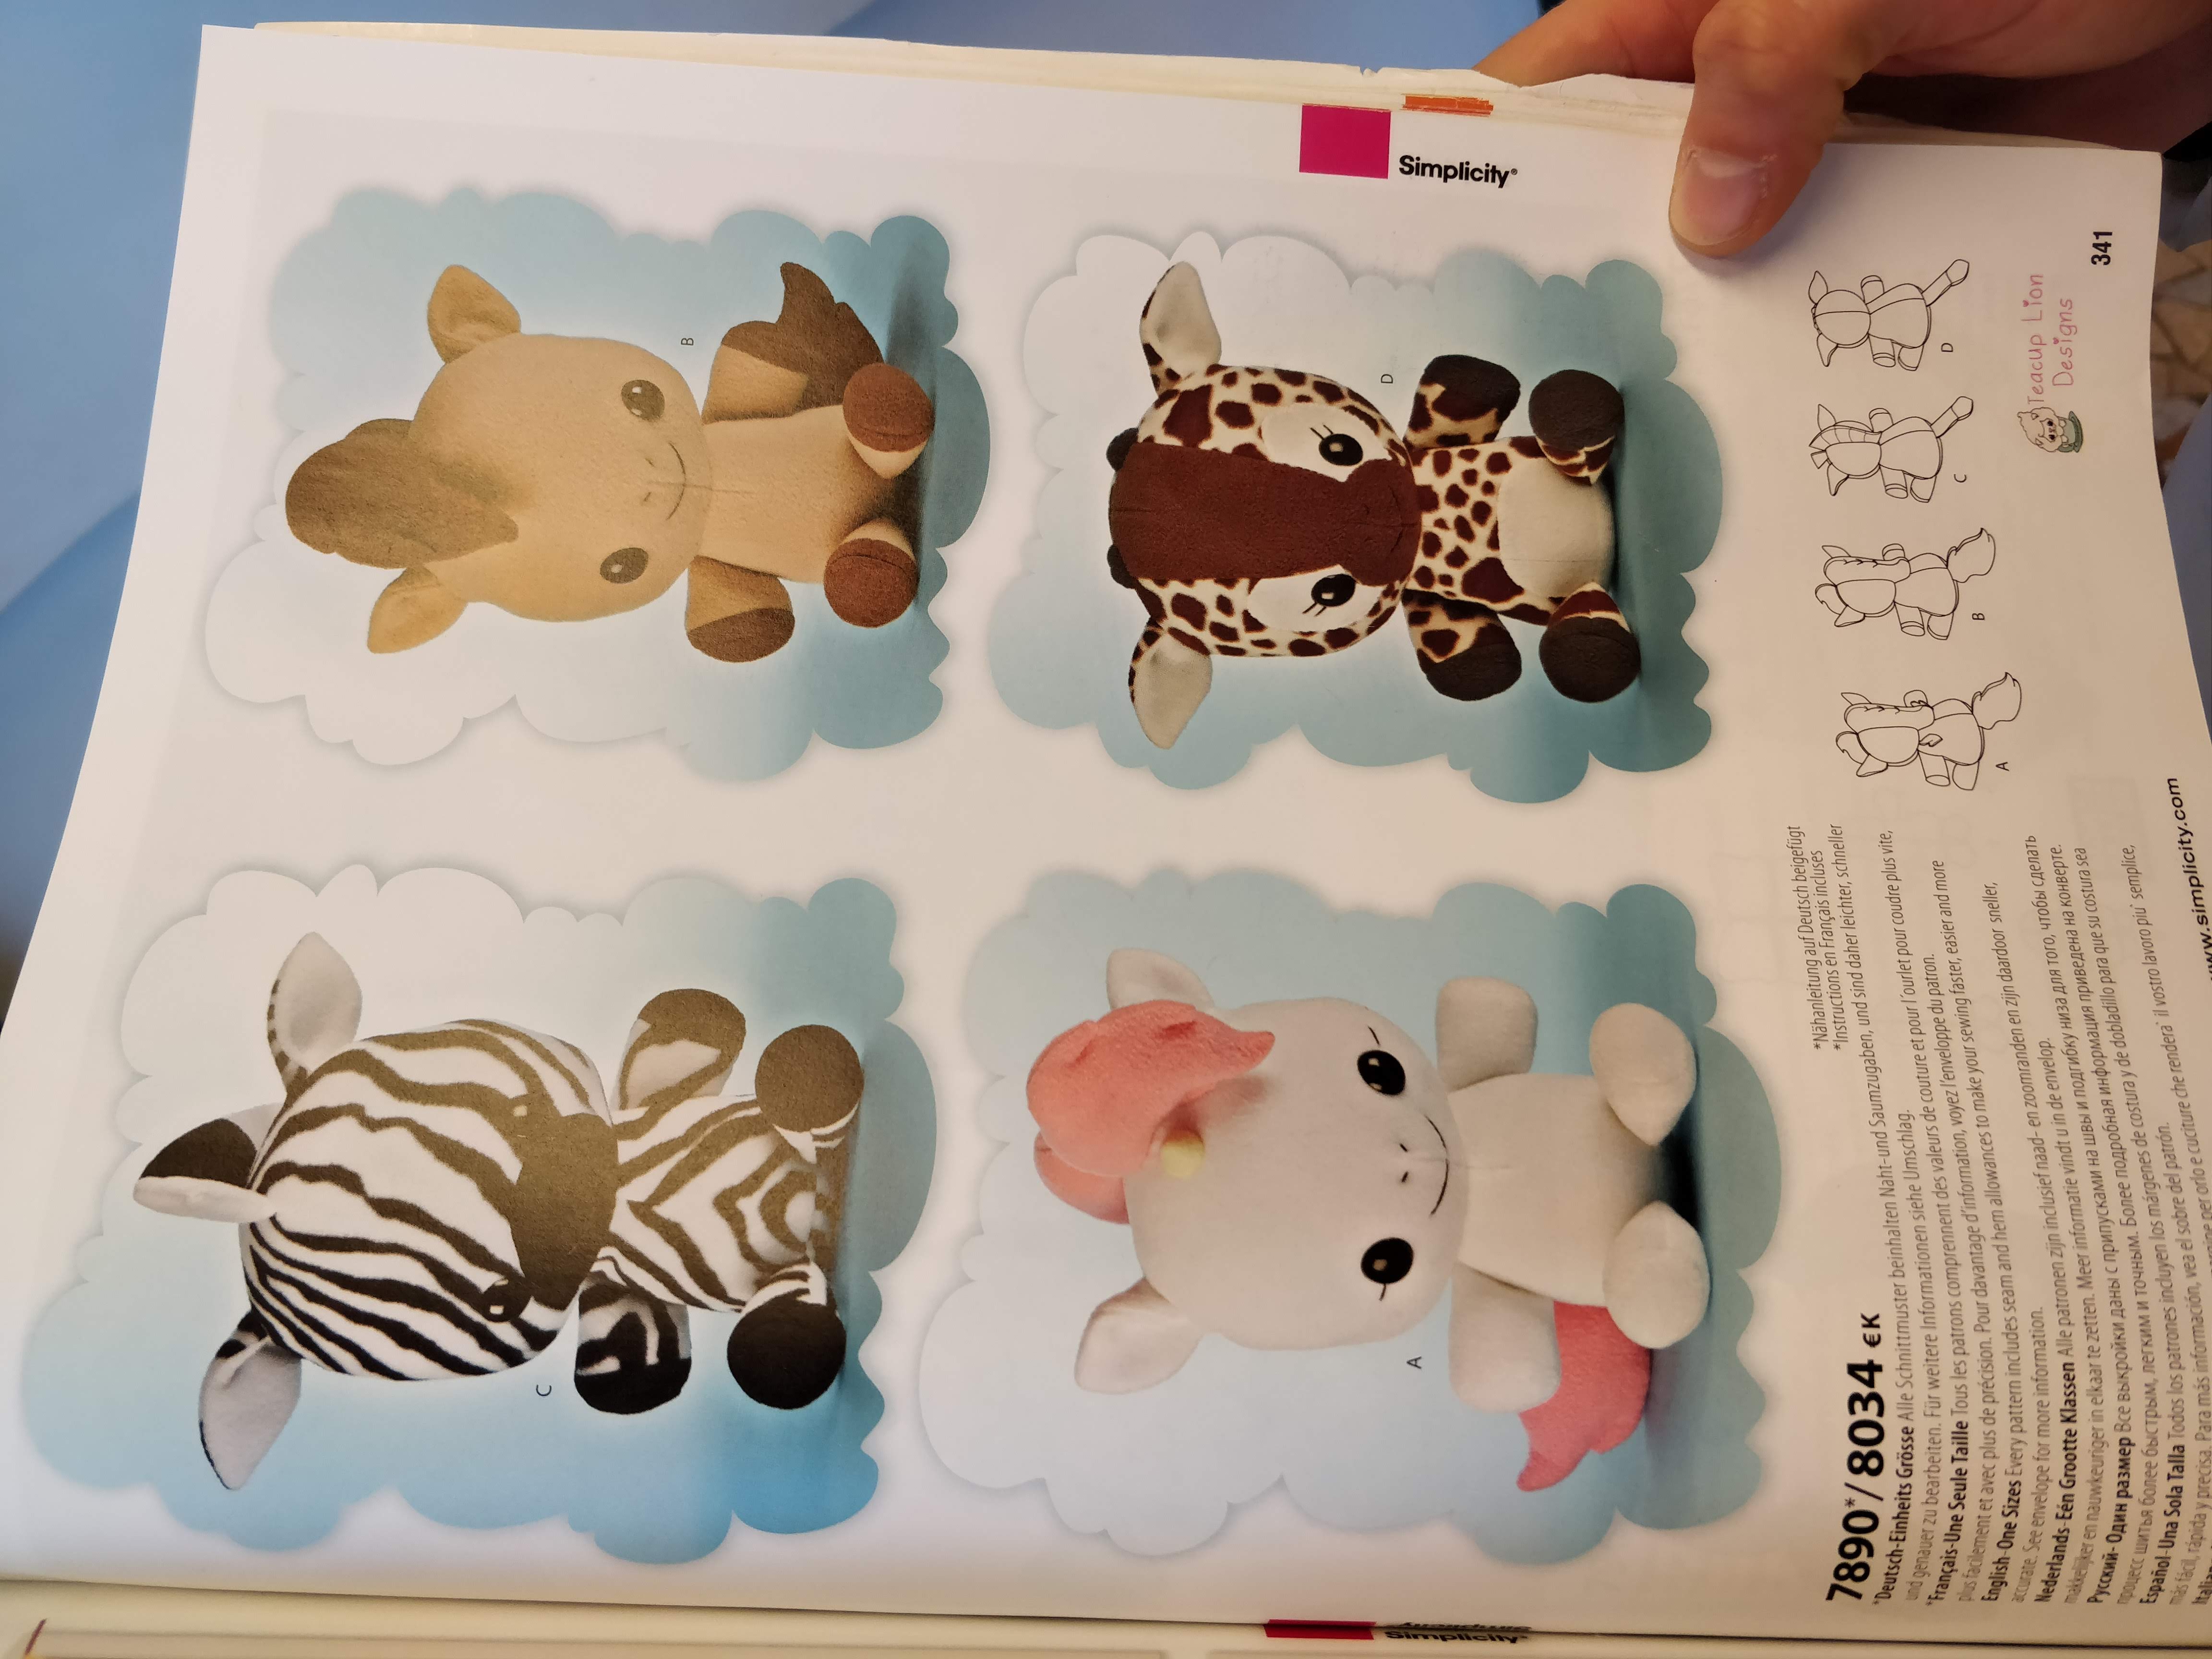 Simplicity®
C
B
A
D
7890*/8034 €K
*Nähanleitung auf Deutsch beigefügt
*Instructions en Français incluses
*Deutsch-Einheits Grösse Alle Schnittmuster beinhalten Naht-und Saumzugaben, und sind daher leichter, schneller
und genauer zu bearbeiten. Für weitere Informationen siehe Umschlag.
*Français-Une Seule Taille Tous les patrons comprennent des valeurs de couture et pour l'ourlet pour coudre plus vite,
plus facilement et avec plus de précision. Pour davantage d'information, voyez l'enveloppe du patron.
English-One Sizes Every pattern includes seam and hem allowances to make your sewing faster, easier and more
accurate. See envelope for more information.
Nederlands-Eén Grootte Klassen Alle patronen zijn inclusief naad- en zoomranden en zijn daardoor sneller,
makkelijker en nauwkeuriger in elkaar te zetten. Meer informatie vindt u in de envelop.
Русский- Один размер Все выкройки даны с припусками на швы и подгибку низа для того, чтобы сделать
процесс шитья более быстрым, легким и точным. Более подробная информация приведена на конверте.
Español-Una Sola Talla Todos los patrones incluyen los márgenes de costura y de dobladillo para que su costura sea
más fácil, rápida y precisa. Para más información, vea el sobre del patrón.
per orlo e cuciture che renderà il vostro lavoro più semplice,
A
B
C
D
Teacup Lion
Designs
www.simplicity.com
341
Simplicity